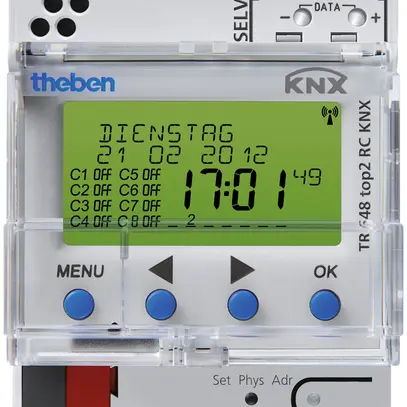 SELV
– DATA +
theben
KNX
DIENSTAG
21 02 2012
C1 OFF C5 OFF
C2 OFF C6 OFF
C3 OFF C7 OFF
C4 OFF C8 OFF
17:01 49
2
TR 648 top2 RC KNX
MENU
OK
Set Phys Adr